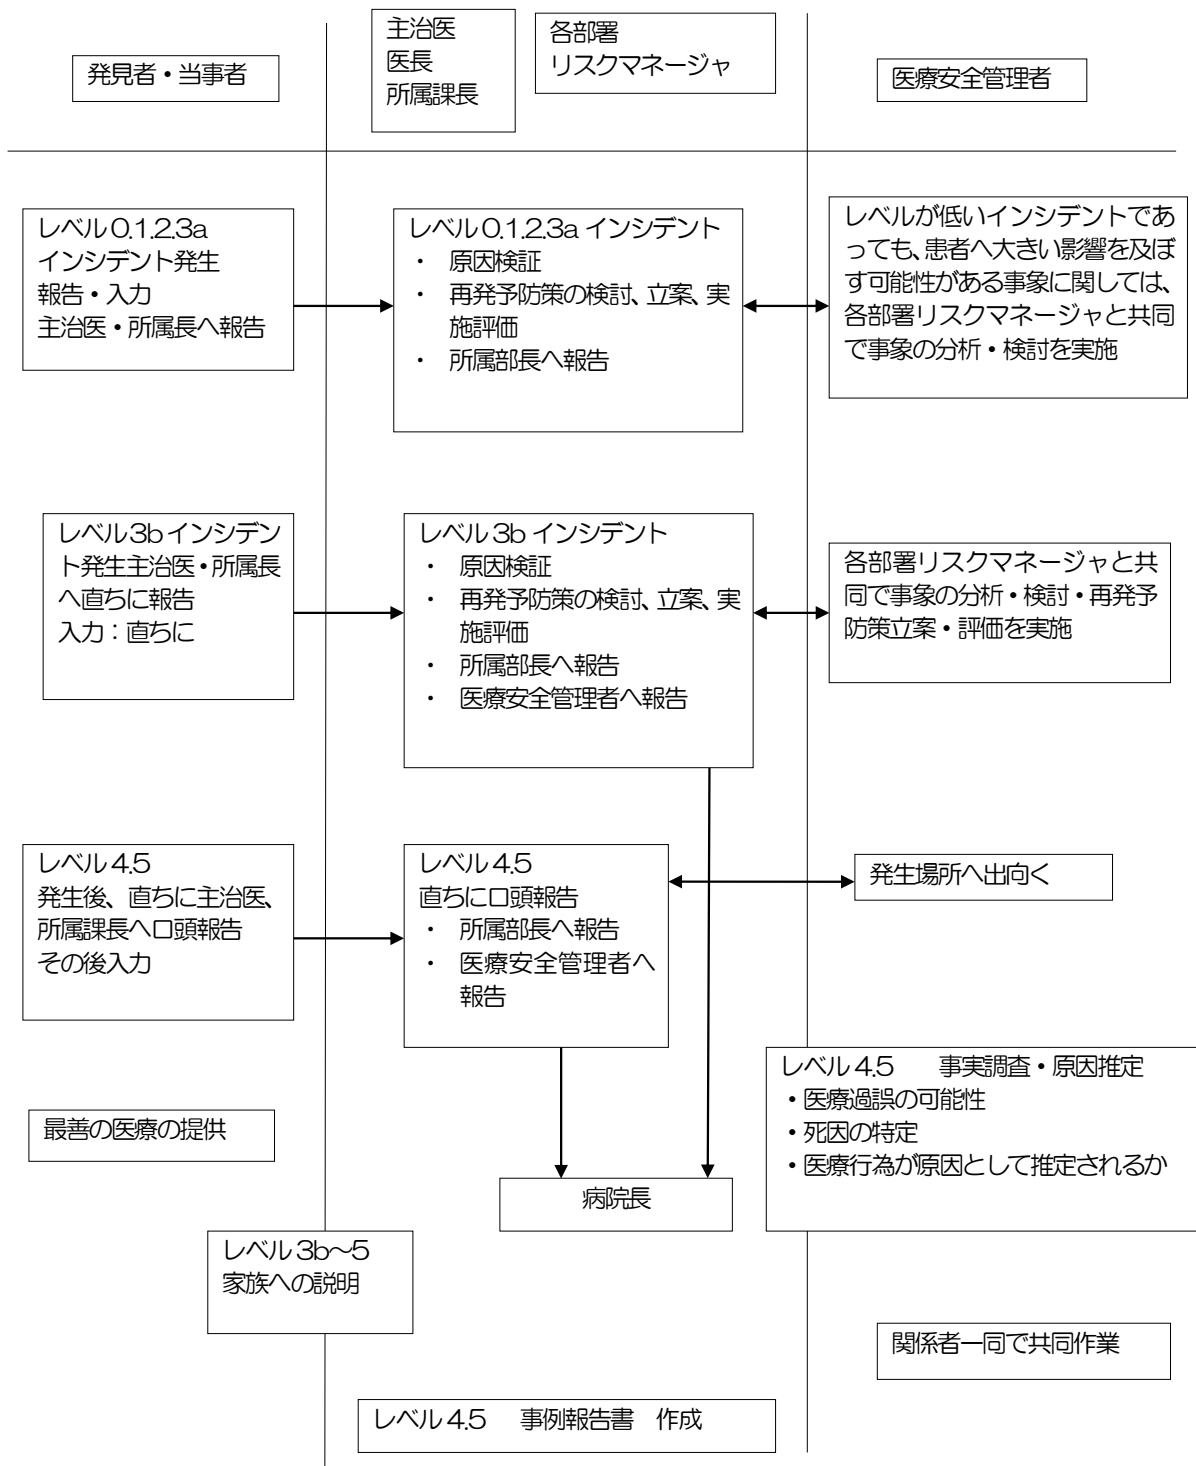 発見者・当事者
主治医
医長
所属課長
各部署
リスクマネージャ
医療安全管理者
レベル0.1.2.3a
インシデント発生
報告・入力
主治医・所属長へ報告
レベル0.1.2.3a インシデント
・ 原因検証
・ 再発予防策の検討、立案、実
施評価
・ 所属部長へ報告
レベルが低いインシデントであ
っても、患者へ大きい影響を及ぼ
す可能性がある事象に関しては、
各部署リスクマネージャと共同
で事象の分析・検討を実施
レベル3b インシデン
ト発生主治医・所属長
へ直ちに報告
入力：直ちに
レベル3b インシデント
・ 原因検証
・ 再発予防策の検討、立案、実
施評価
・ 所属部長へ報告
・ 医療安全管理者へ報告
各部署リスクマネージャと共
同で事象の分析・検討・再発予
防策立案・評価を実施
レベル4.5
発生後、直ちに主治医、
所属課長へ口頭報告
その後入力
レベル4.5
直ちに口頭報告
・ 所属部長へ報告
・ 医療安全管理者へ
報告
発生場所へ出向く
レベル4.5　事実調査・原因推定
・医療過誤の可能性
・死因の特定
・医療行為が原因として推定されるか
最善の医療の提供
病院長
レベル3b～5
家族への説明
関係者一同で共同作業
レベル4.5　事例報告書　作成